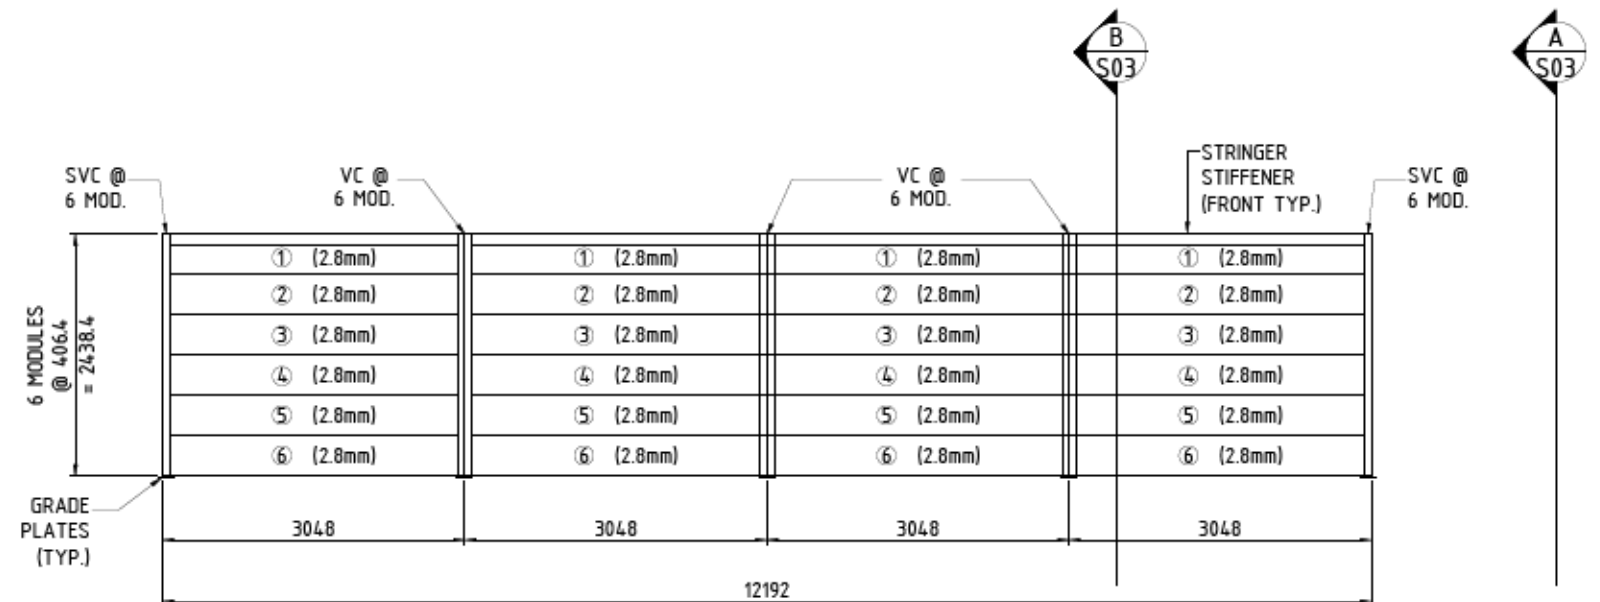 B
S03
A
S03
SVC @
6 MOD.
VC @
6 MOD.
VC @
6 MOD.
STRINGER
STIFFENER
(FRONT TYP.)
SVC @
6 MOD.
6 MODULES
@ 406.4
= 2438.4
1 (2.8mm) 1 (2.8mm) 1 (2.8mm) 1 (2.8mm)
2 (2.8mm) 2 (2.8mm) 2 (2.8mm) 2 (2.8mm)
3 (2.8mm) 3 (2.8mm) 3 (2.8mm) 3 (2.8mm)
4 (2.8mm) 4 (2.8mm) 4 (2.8mm) 4 (2.8mm)
5 (2.8mm) 5 (2.8mm) 5 (2.8mm) 5 (2.8mm)
6 (2.8mm) 6 (2.8mm) 6 (2.8mm) 6 (2.8mm)
GRADE
PLATES
(TYP.)
3048 3048 3048 3048
12192